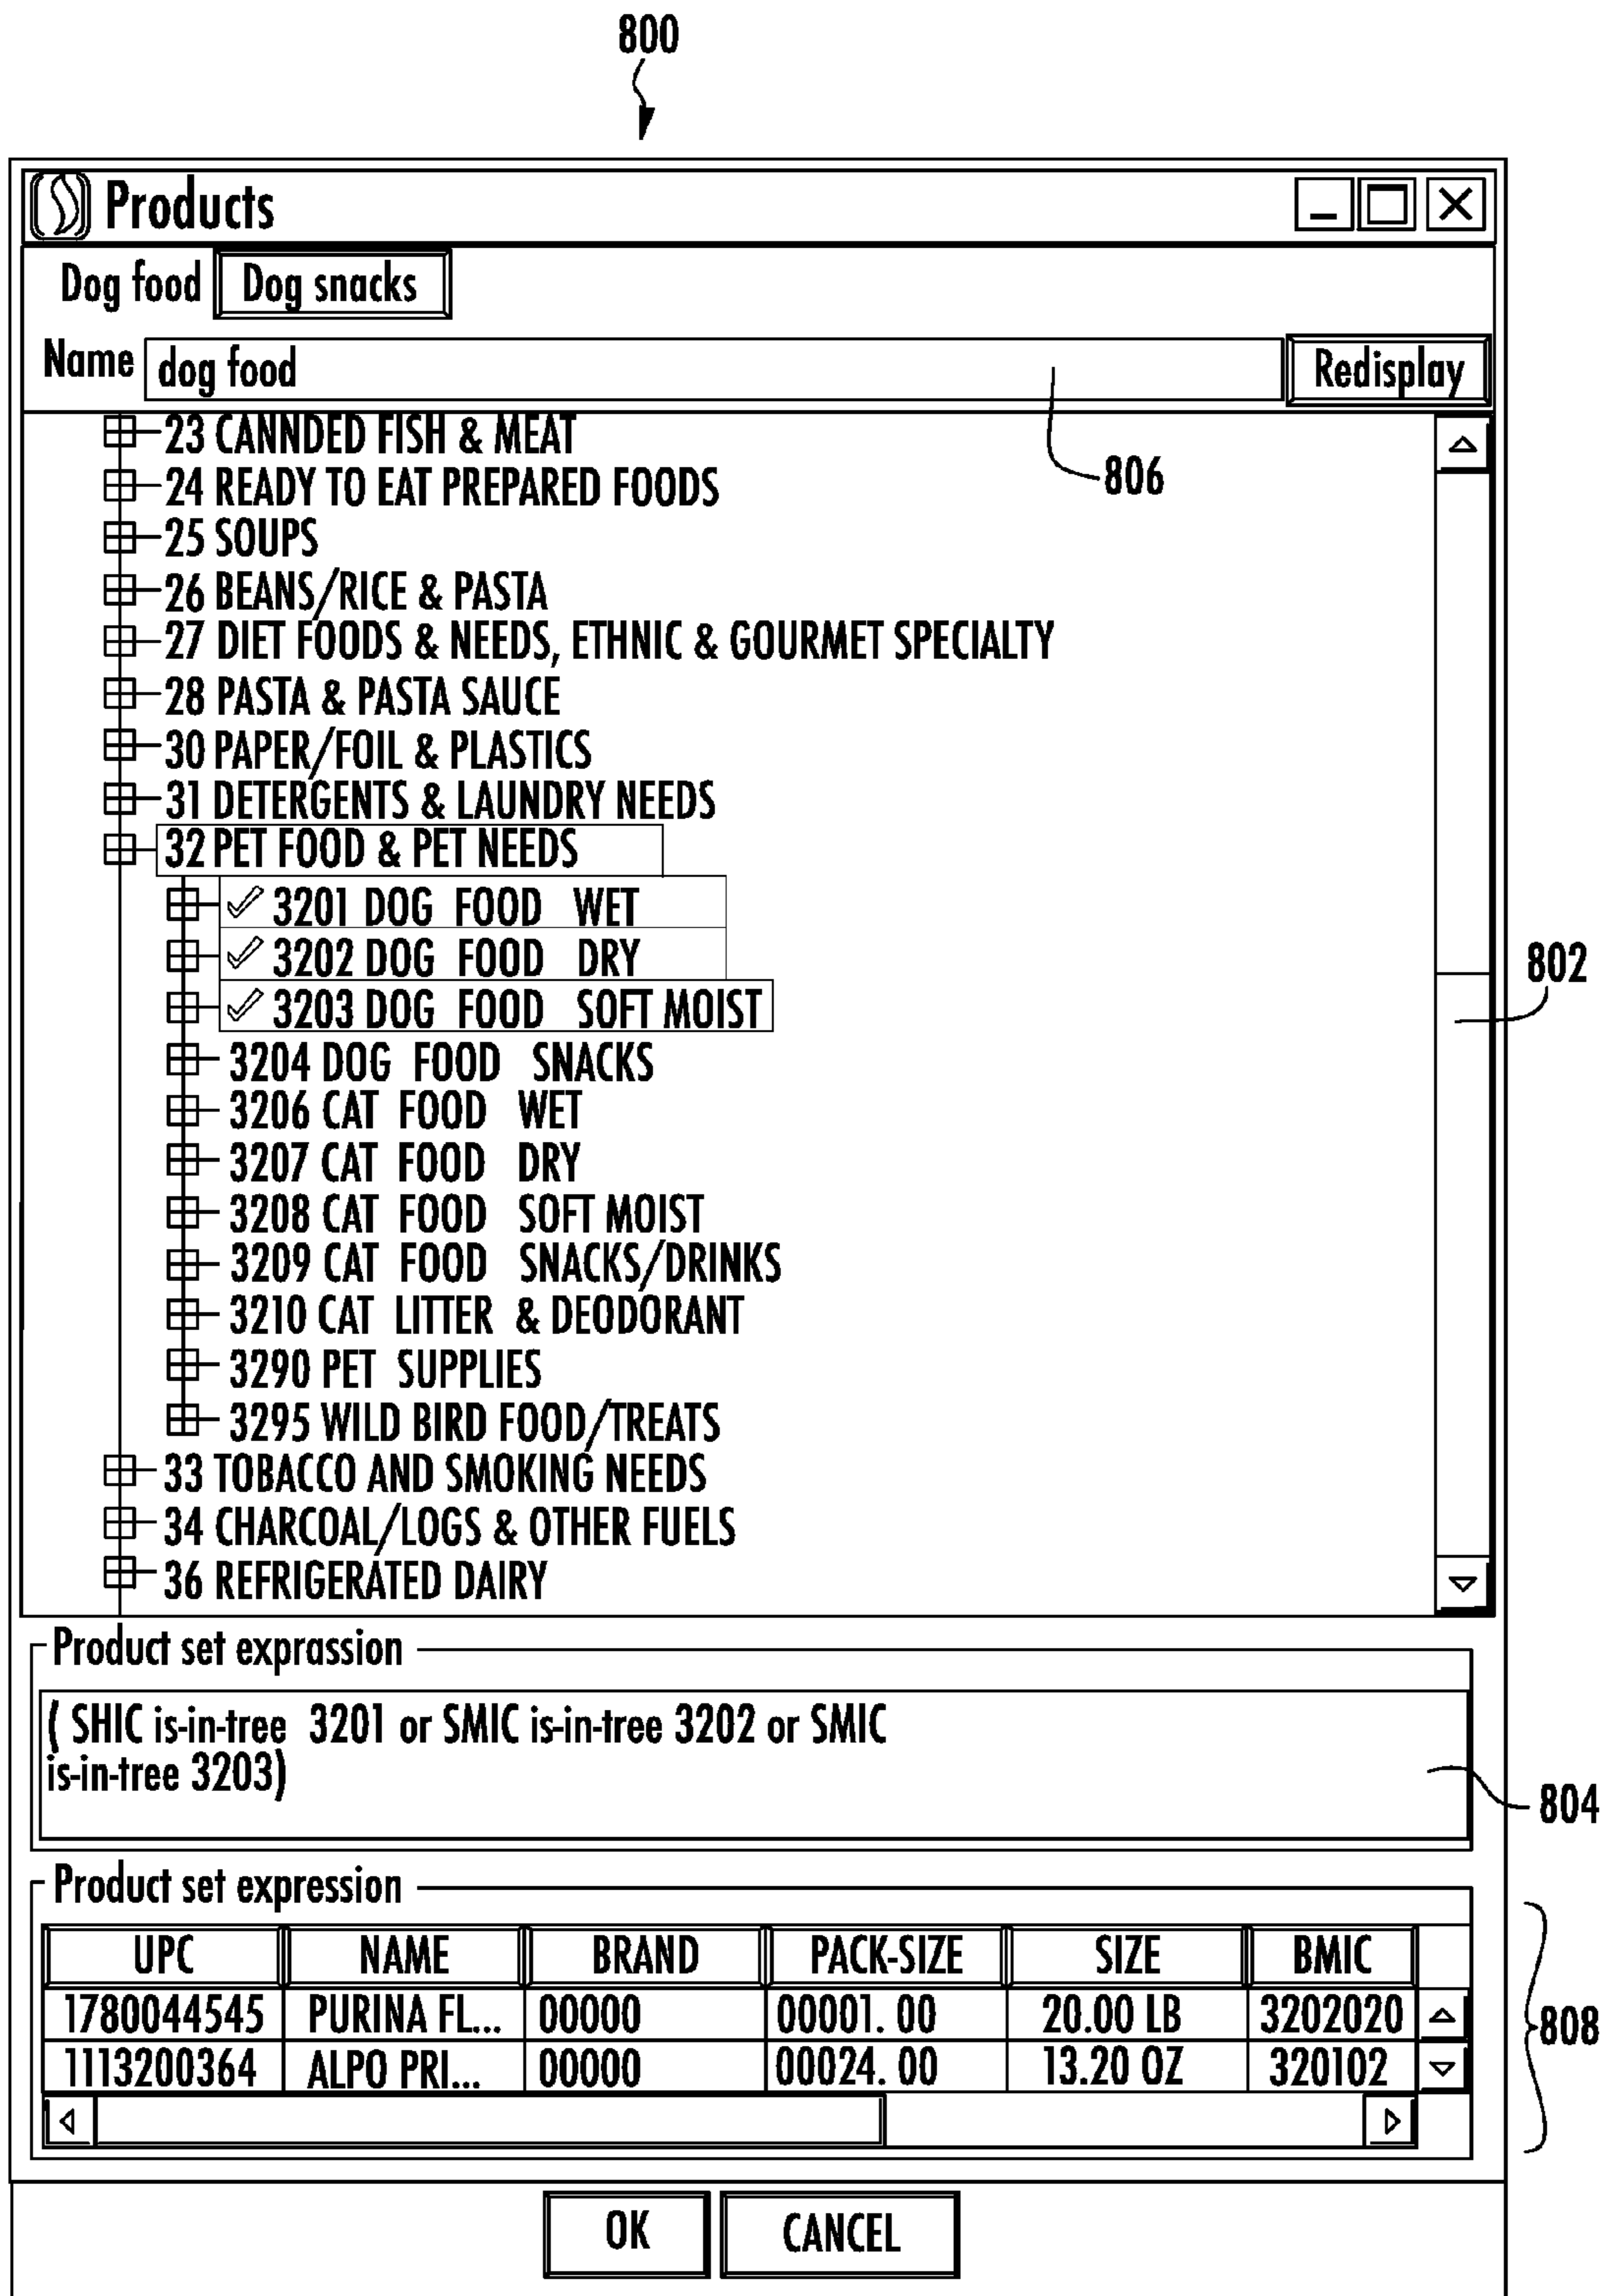 800
Products
Dog food Dog snacks
Name dog food Redisplay
23 CANNDED FISH & MEAT
806
24 READY TO EAT PREPARED FOODS
25 SOUPS
26 BEANS/RICE & PASTA
27 DIET FOODS & NEEDS, ETHNIC & GOURMET SPECIALTY
28 PASTA & PASTA SAUCE
30 PAPER/FOIL & PLASTICS
31 DETERGENTS & LAUNDRY NEEDS
32 PET FOOD & PET NEEDS
3201 DOG FOOD WET
3202 DOG FOOD DRY
802
3203 DOG FOOD SOFT MOIST
3204 DOG FOOD SNACKS
3206 CAT FOOD WET
3207 CAT FOOD DRY
3208 CAT FOOD SOFT MOIST
3209 CAT FOOD SNACKS/DRINKS
3210 CAT LITTER & DEODORANT
3290 PET SUPPLIES
3295 WILD BIRD FOOD/TREATS
33 TOBACCO AND SMOKING NEEDS
34 CHARCOAL/LOGS & OTHER FUELS
36 REFRIGERATED DAIRY
Product set exprassion
( SHIC is-in-tree 3201 or SMIC is-in-tree 3202 or SMIC
is-in-tree 3203)
804
Product set expression
UPC NAME BRAND PACK-SIZE SIZE BMIC
1780044545 PURINA FL... 00000 00001. 00 20.00 LB 3202020
808
1113200364 ALPO PRI... 00000 00024. 00 13.20 OZ 320102
OK CANCEL